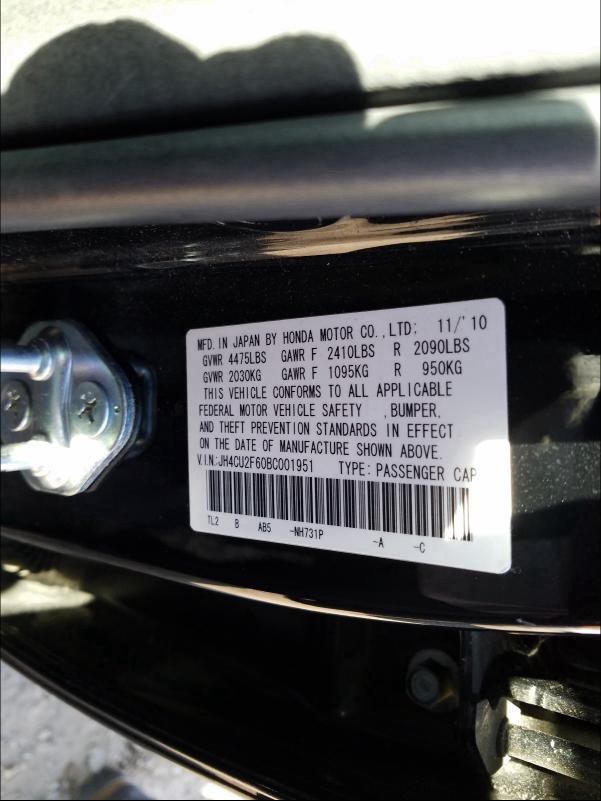 MFD. IN JAPAN BY HONDA MOTOR CO., LTD: 11/'10
GVWR 4475LBS GAWR F 2410LBS R 2090LBS
GVWR 2030KG GAWR F 1095KG R 950KG
THIS VEHICLE CONFORMS TO ALL APPLICABLE
FEDERAL MOTOR VEHICLE SAFETY , BUMPER,
AND THEFT PREVENTION STANDARDS IN EFFECT
ON THE DATE OF MANUFACTURE SHOWN ABOVE.
V.I.N.:JH4CU2F60BC001951 TYPE: PASSENGER CAR
TL2 B AB5 -NH731P -A -C